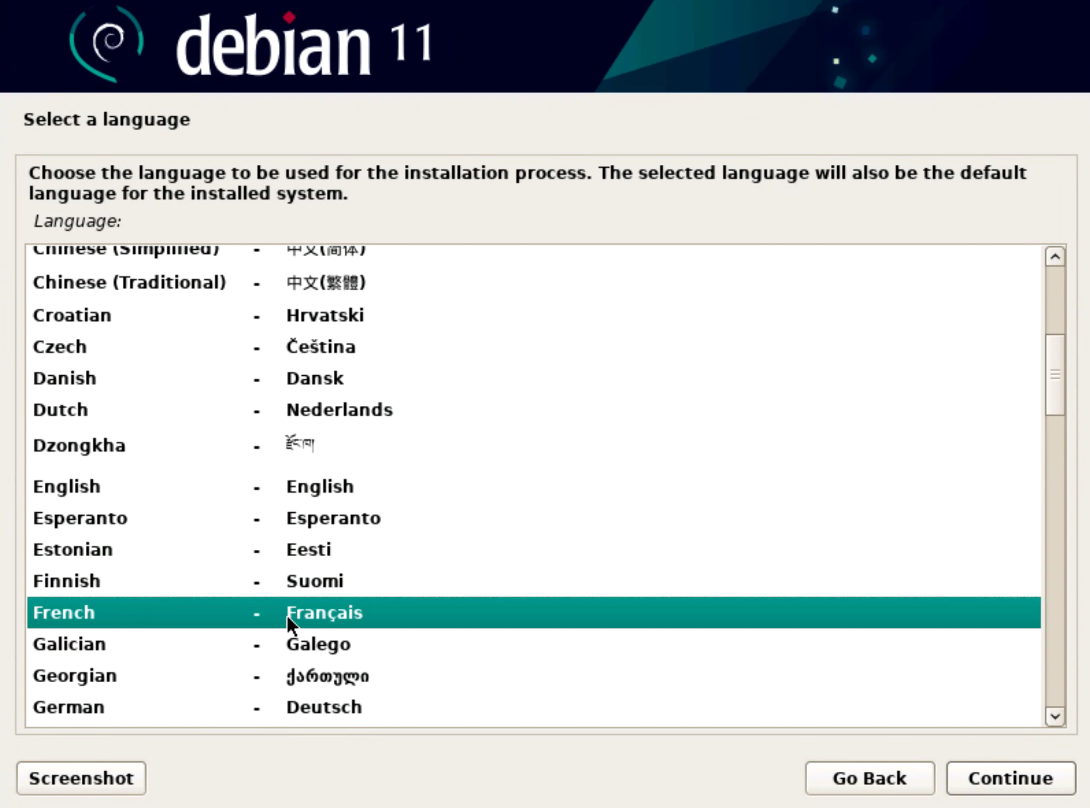 debian 11
Select a language
Choose the language to be used for the installation process. The selected language will also be the default
language for the installed system.
Language:
Chinese (Simplified) - 中文(简体)
Chinese (Traditional) - 中文(繁體)
Croatian - Hrvatski
Czech - Čeština
Danish - Dansk
Dutch - Nederlands
Dzongkha - རྫོང་ཁ།
English - English
Esperanto - Esperanto
Estonian - Eesti
Finnish - Suomi
French - Français
Galician - Galego
Georgian - ქართული
German - Deutsch
Screenshot Go Back Continue